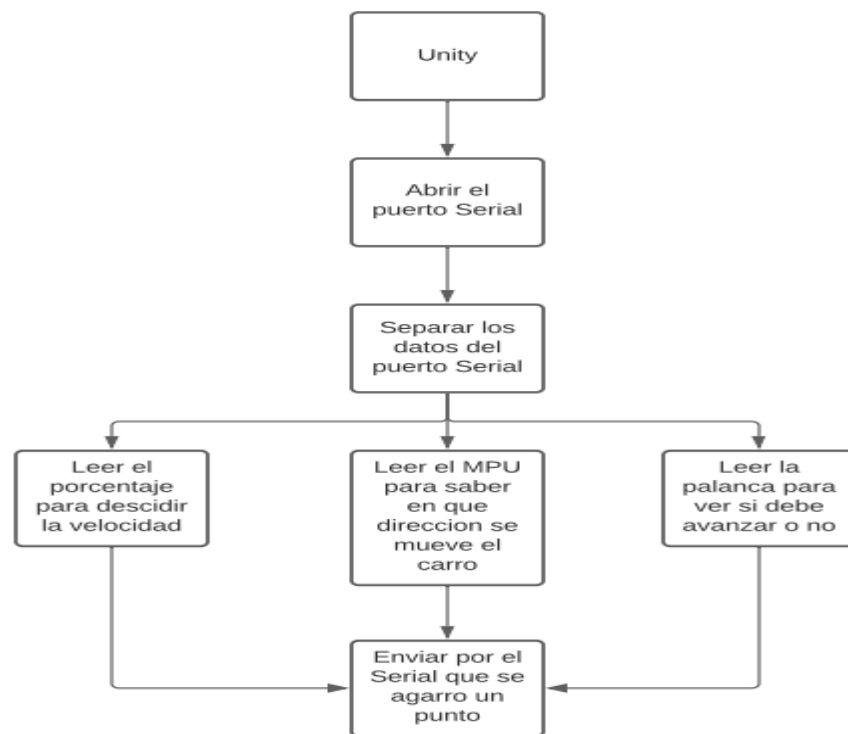 Unity
Abrir el
puerto Serial
Separar los
datos del
puerto Serial
Leer el
porcentaje
para descidir
la velocidad
Leer el MPU
para saber
en que
direccion se
mueve el
carro
Leer la
palanca para
ver si debe
avanzar o no
Enviar por el
Serial que se
agarro un
punto